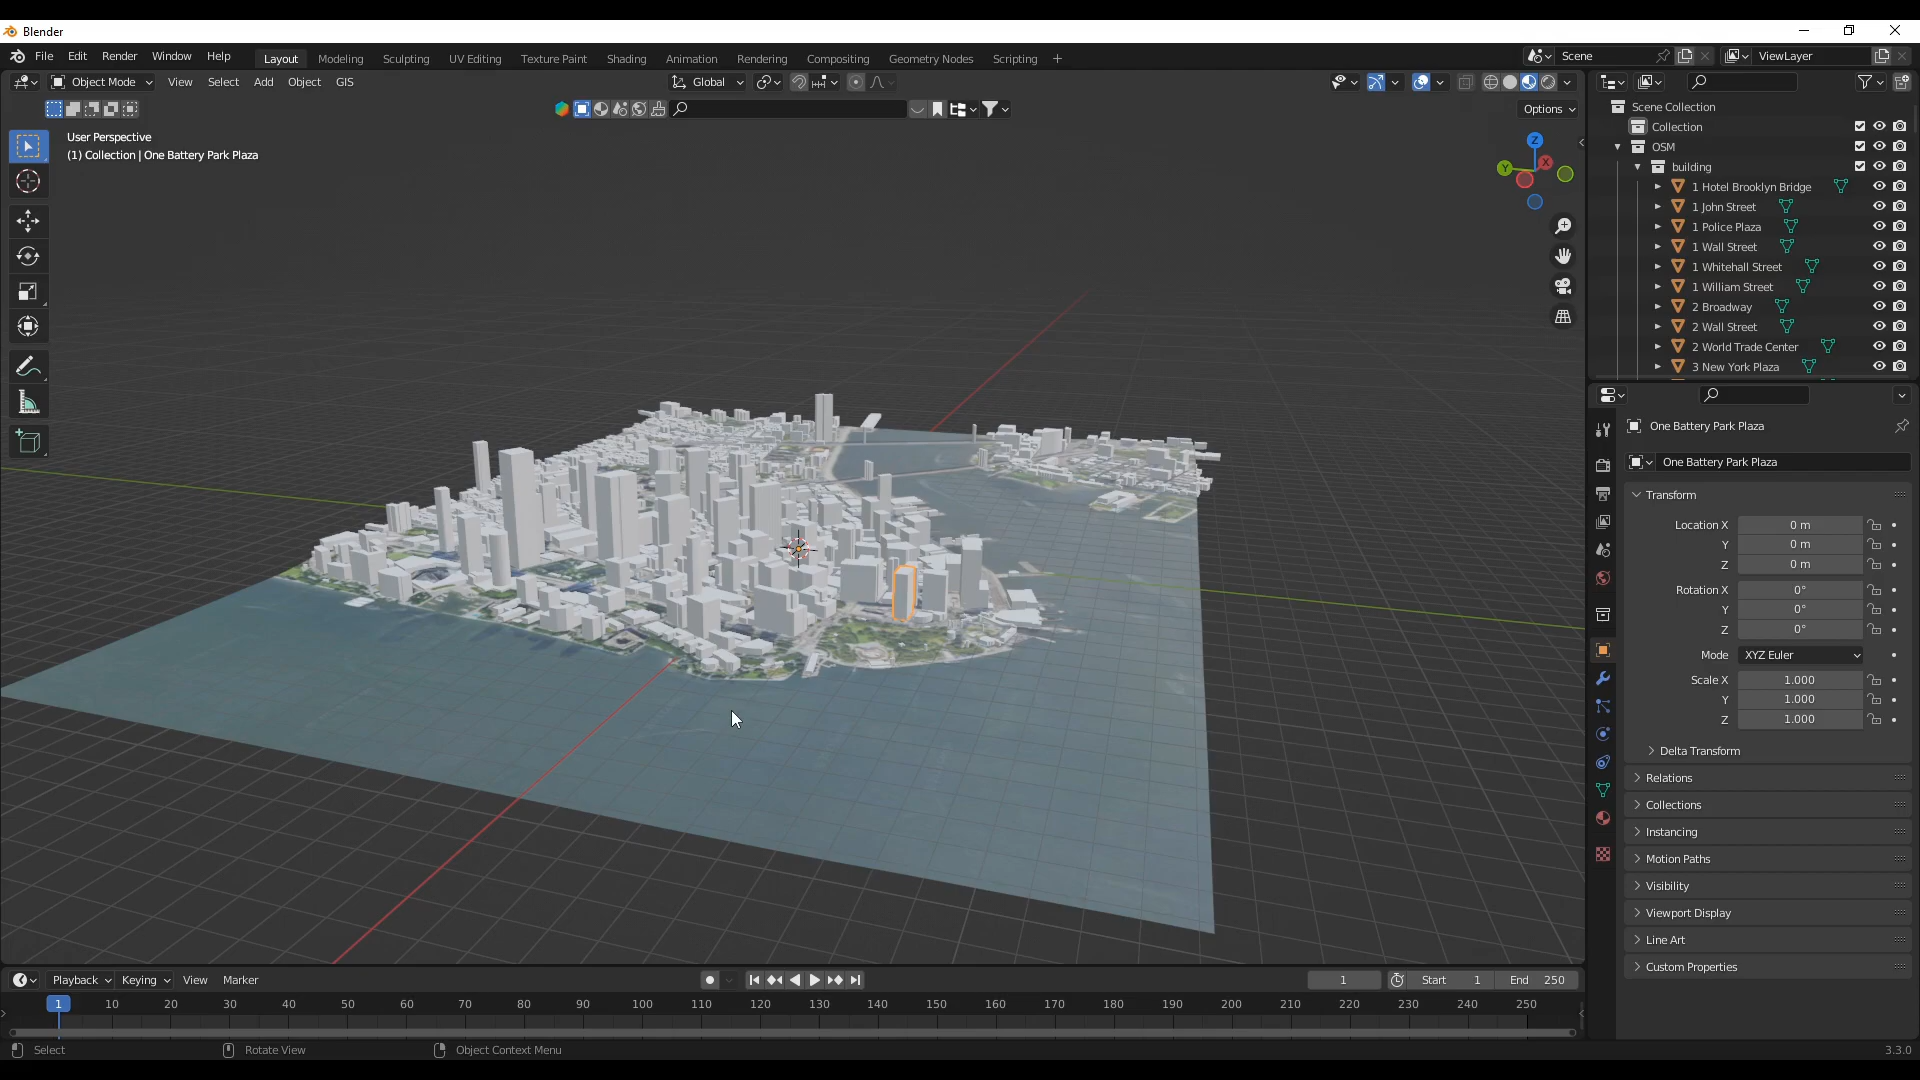 Blender
File Edit Render Window Help
Layout Modeling Sculpting UV Editing Texture Paint Shading Animation Rendering Compositing Geometry Nodes Scripting +
Scene ViewLayer
Object Mode View Select Add Object GIS
Global
Options
User Perspective
(1) Collection | One Battery Park Plaza
Z
Y
X
Scene Collection
Collection
OSM
building
1 Hotel Brooklyn Bridge
1 John Street
1 Police Plaza
1 Wall Street
1 Whitehall Street
1 William Street
2 Broadway
2 Wall Street
2 World Trade Center
3 New York Plaza
One Battery Park Plaza
One Battery Park Plaza
Transform
Location X 0 m
Y 0 m
Z 0 m
Rotation X 0°
Y 0°
Z 0°
Mode XYZ Euler
Scale X 1.000
Y 1.000
Z 1.000
Delta Transform
Relations
Collections
Instancing
Motion Paths
Visibility
Viewport Display
Line Art
Custom Properties
Playback Keying View Marker
1 Start 1 End 250
1 10 20 30 40 50 60 70 80 90 100 110 120 130 140 150 160 170 180 190 200 210 220 230 240 250
Select Rotate View Object Context Menu
3.3.0